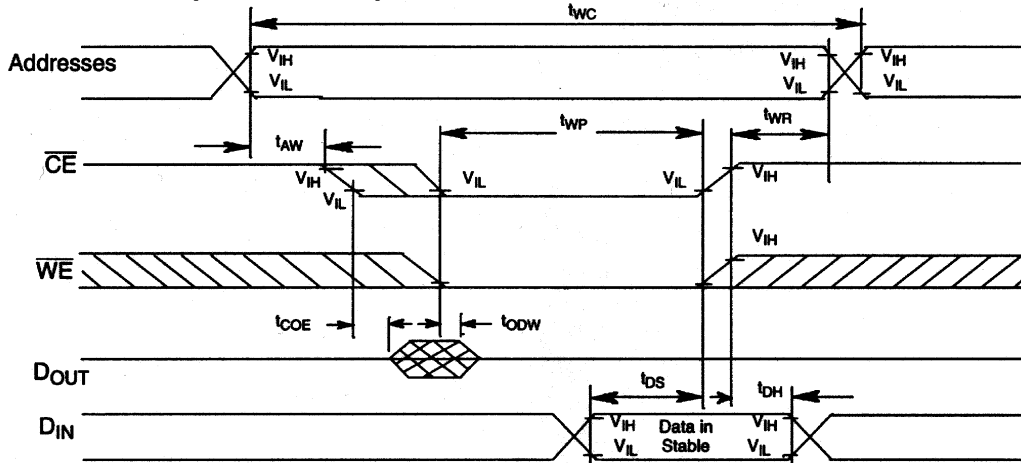 tWC
Addresses
VIH
VIH
VIH
VIL
VIL
VIL
tAW
tWP
tWR
CE
VIH
VIL
VIL
VIL
VIH
WE
VIH
tCOE
tODW
DOUT
tDS
tDH
DIN
VIH
Data in
VIH
VIL
Stable
VIL